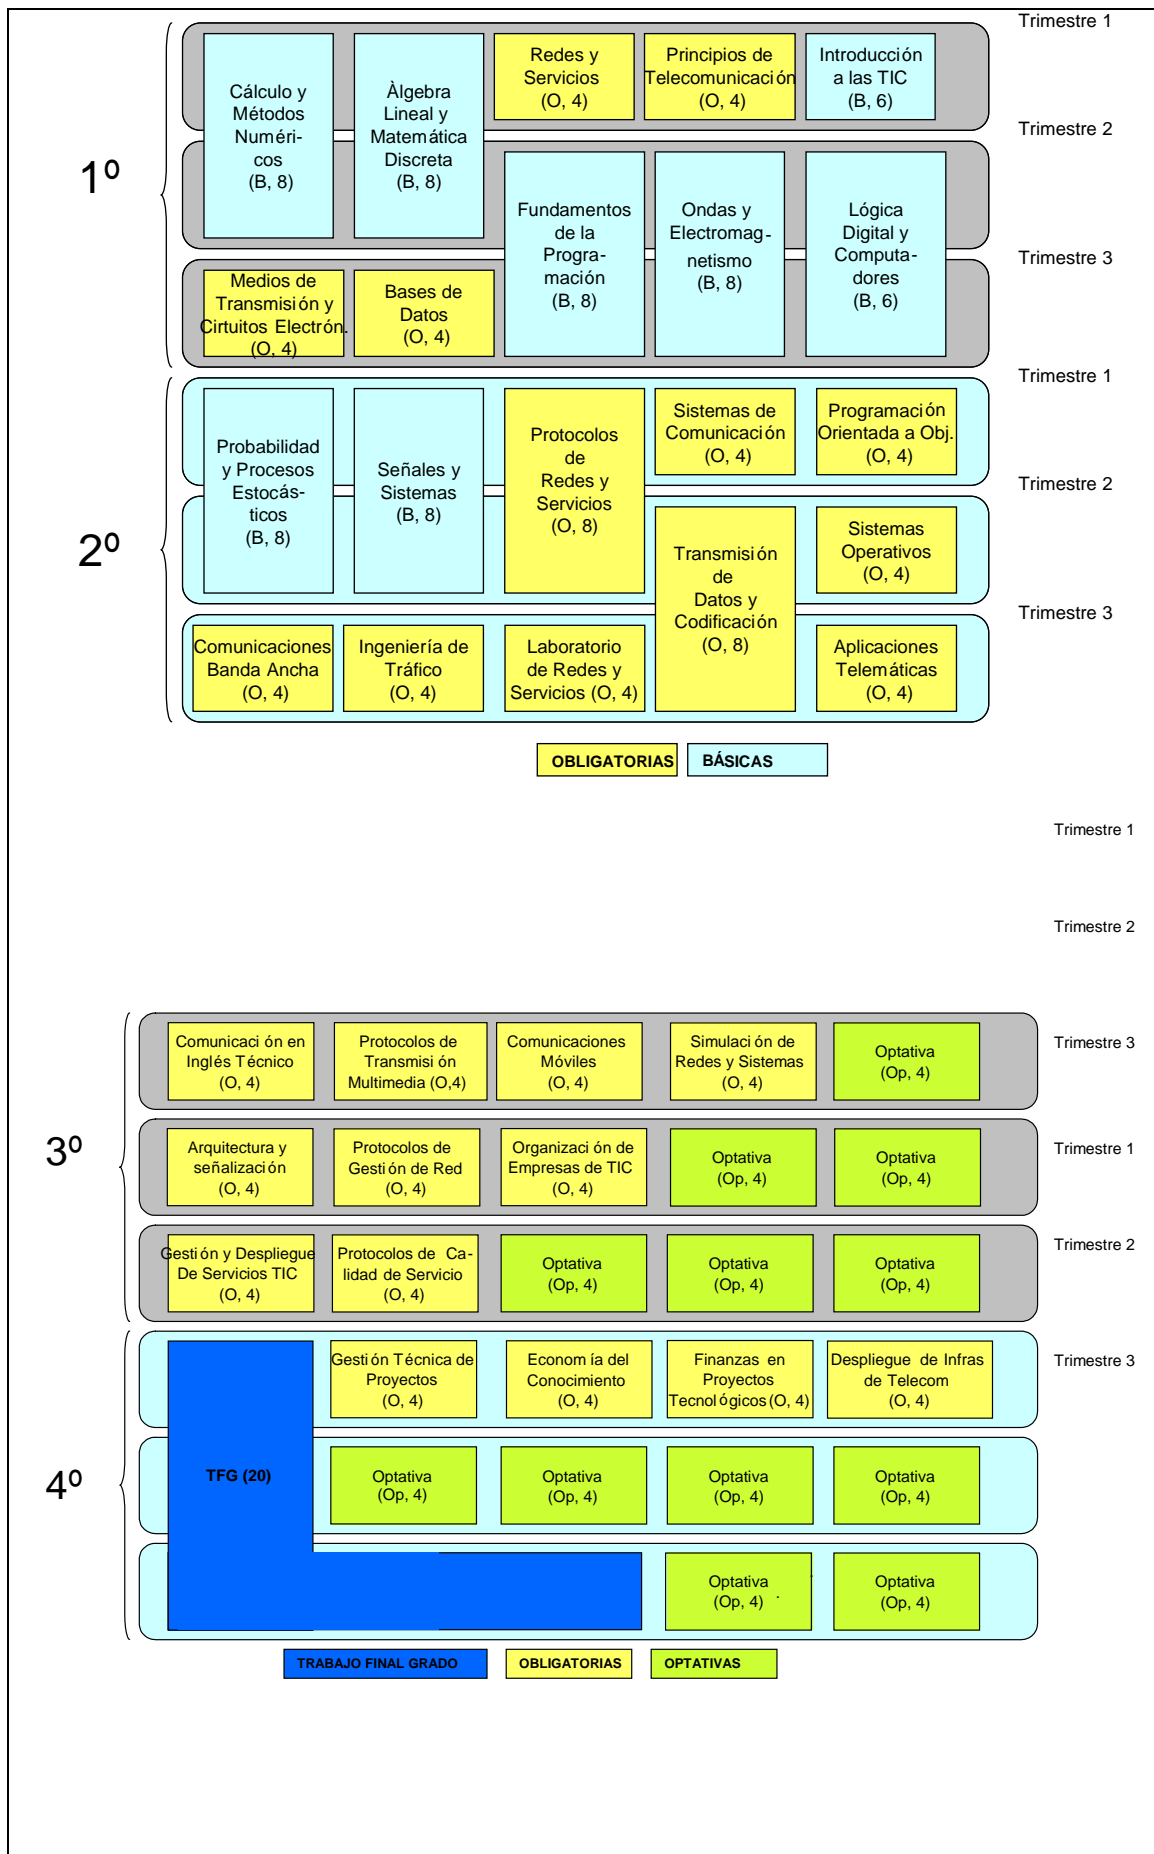 Trimestre 1
Cálculo y
Métodos
Numéri-
cos
(B, 8)
Àlgebra
Lineal y
Matemática
Discreta
(B, 8)
Redes y
Servicios
(O, 4)
Principios de
Telecomunicación
(O, 4)
Introducción
a las TIC
(B, 6)
Trimestre 2
1º
Fundamentos
de la
Progra-
mación
(B, 8)
Ondas y
Electromag-
netismo
(B, 8)
Lógica
Digital y
Computa-
dores
(B, 6)
Trimestre 3
Medios de
Transmisión y
Cirtuitos Electrón.
(O, 4)
Bases de
Datos
(O, 4)
Trimestre 1
Probabilidad
y Procesos
Estocás-
ticos
(B, 8)
Señales y
Sistemas
(B, 8)
Protocolos
de
Redes y
Servicios
(O, 8)
Sistemas de
Comunicación
(O, 4)
Programación
Orientada a Obj.
(O, 4)
Trimestre 2
2º
Transmisión
de
Datos y
Codificación
(O, 8)
Sistemas
Operativos
(O, 4)
Trimestre 3
Comunicaciones
Banda Ancha
(O, 4)
Ingeniería de
Tráfico
(O, 4)
Laboratorio
de Redes y
Servicios (O, 4)
Aplicaciones
Telemáticas
(O, 4)
OBLIGATORIAS
BÁSICAS
Trimestre 1
Trimestre 2
Comunicación en
Inglés Técnico
(O, 4)
Protocolos de
Transmisión
Multimedia (O,4)
Comunicaciones
Móviles
(O, 4)
Simulación de
Redes y Sistemas
(O, 4)
Optativa
(Op, 4)
Trimestre 3
3º
Arquitectura y
señalización
(O, 4)
Protocolos de
Gestión de Red
(O, 4)
Organización de
Empresas de TIC
(O, 4)
Optativa
(Op, 4)
Optativa
(Op, 4)
Trimestre 1
Gestión y Despliegue
De Servicios TIC
(O, 4)
Protocolos de Ca-
lidad de Servicio
(O, 4)
Optativa
(Op, 4)
Optativa
(Op, 4)
Optativa
(Op, 4)
Trimestre 2
Gestión Técnica de
Proyectos
(O, 4)
Economía del
Conocimiento
(O, 4)
Finanzas en
Proyectos
Tecnológicos (O, 4)
Despliegue de Infras
de Telecom
(O, 4)
Trimestre 3
4º
TFG (20)
Optativa
(Op, 4)
Optativa
(Op, 4)
Optativa
(Op, 4)
Optativa
(Op, 4)
Optativa
(Op, 4)
Optativa
(Op, 4)
TRABAJO FINAL GRADO
OBLIGATORIAS
OPTATIVAS